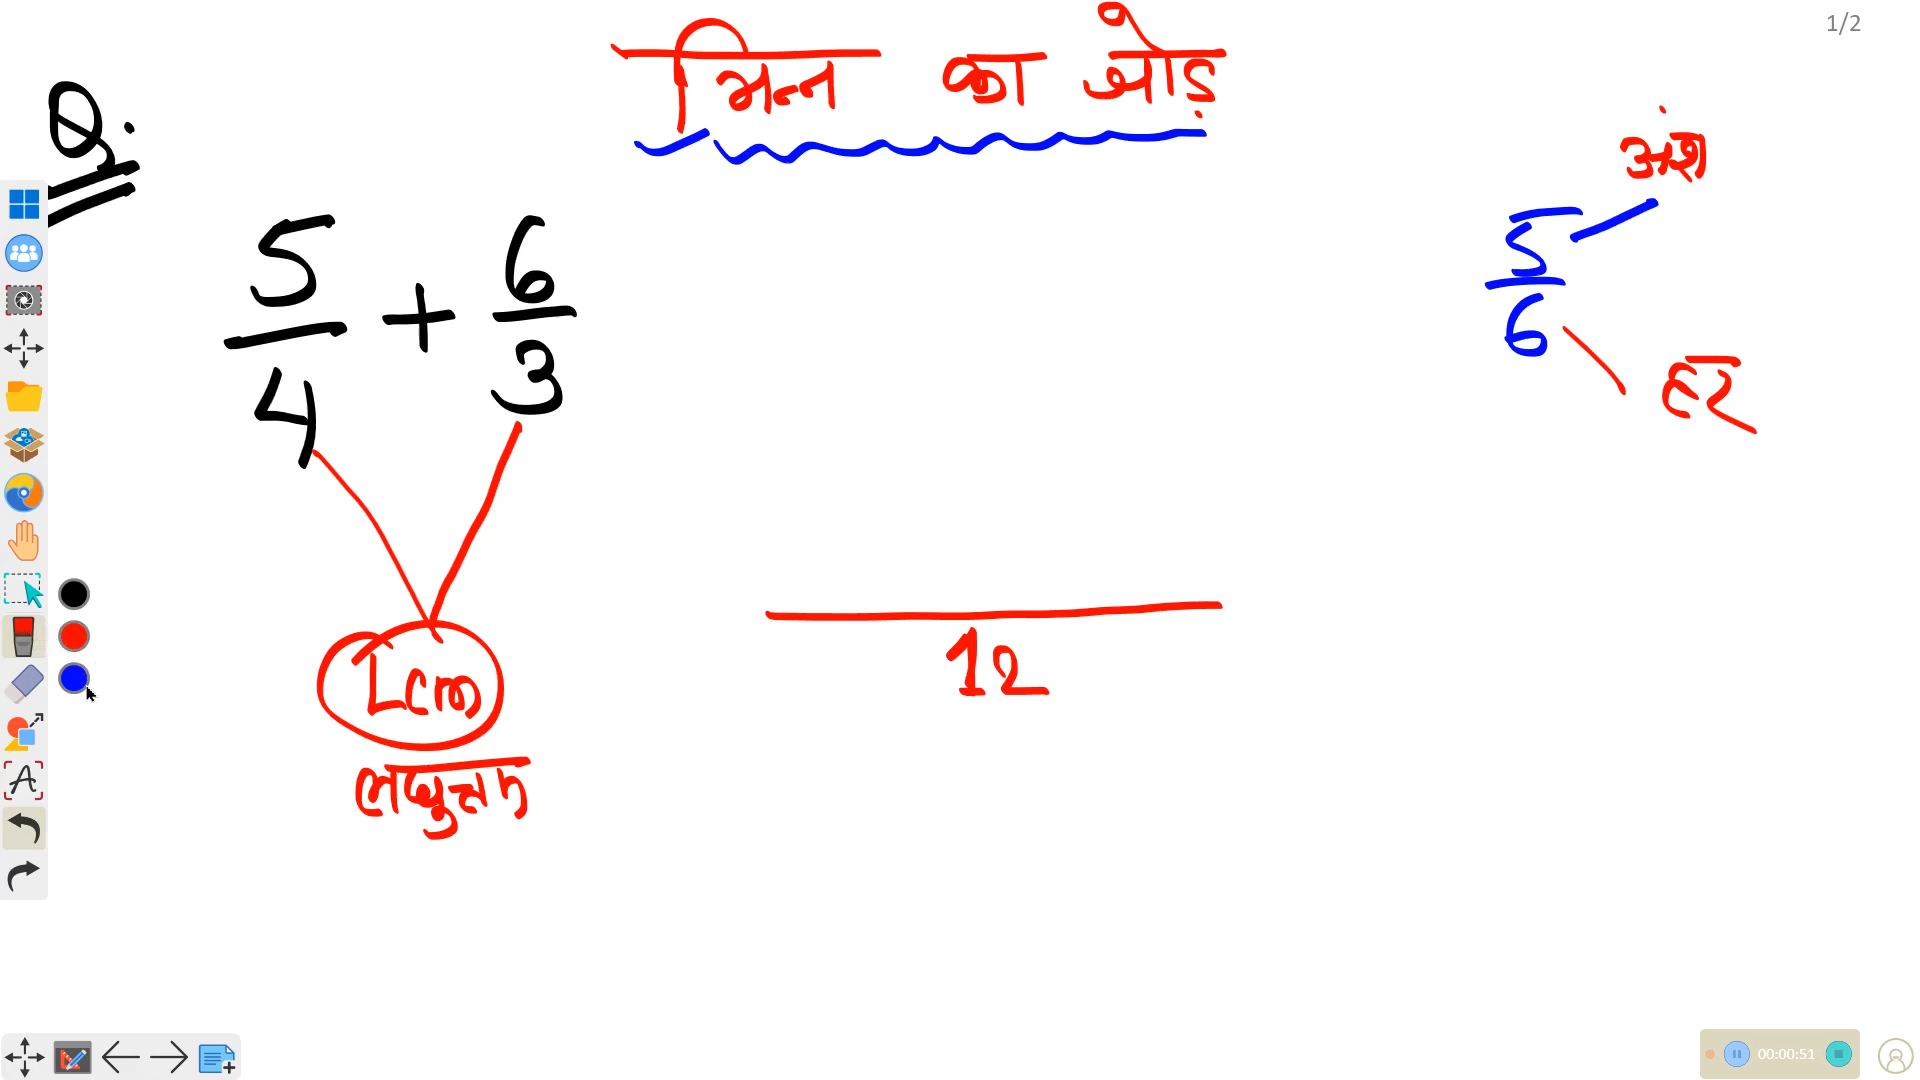 1/2
भिन्न का जोड़
Q.
अंश
5/4 + 6/3
5/6
हर
12
Lcm
लघुत्तम
00:00:51